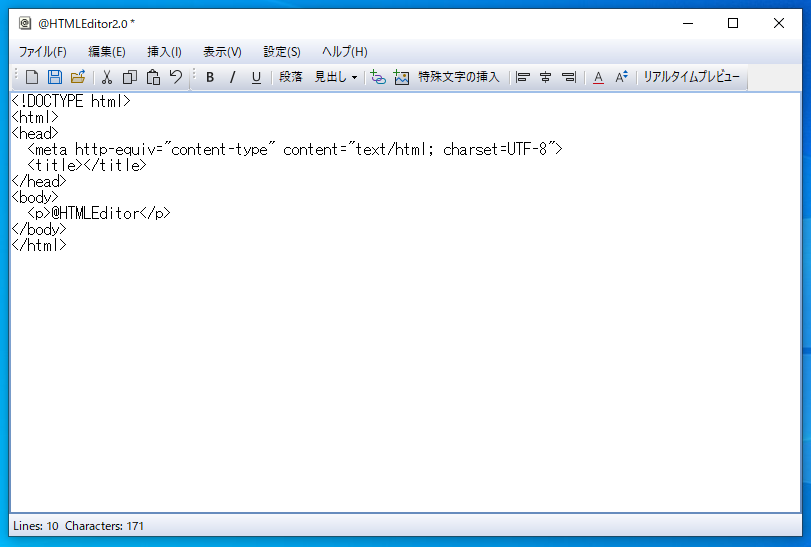 @HTMLEditor2.0 *
ファイル(F) 編集(E) 挿入(I) 表示(V) 設定(S) ヘルプ(H)
B I U 段落 見出し 特殊文字の挿入 A A リアルタイムプレビュー
<!DOCTYPE html>
<html>
<head>
  <meta http-equiv="content-type" content="text/html; charset=UTF-8">
  <title></title>
</head>
<body>
  <p>@HTMLEditor</p>
</body>
</html>
Lines: 10 Characters: 171